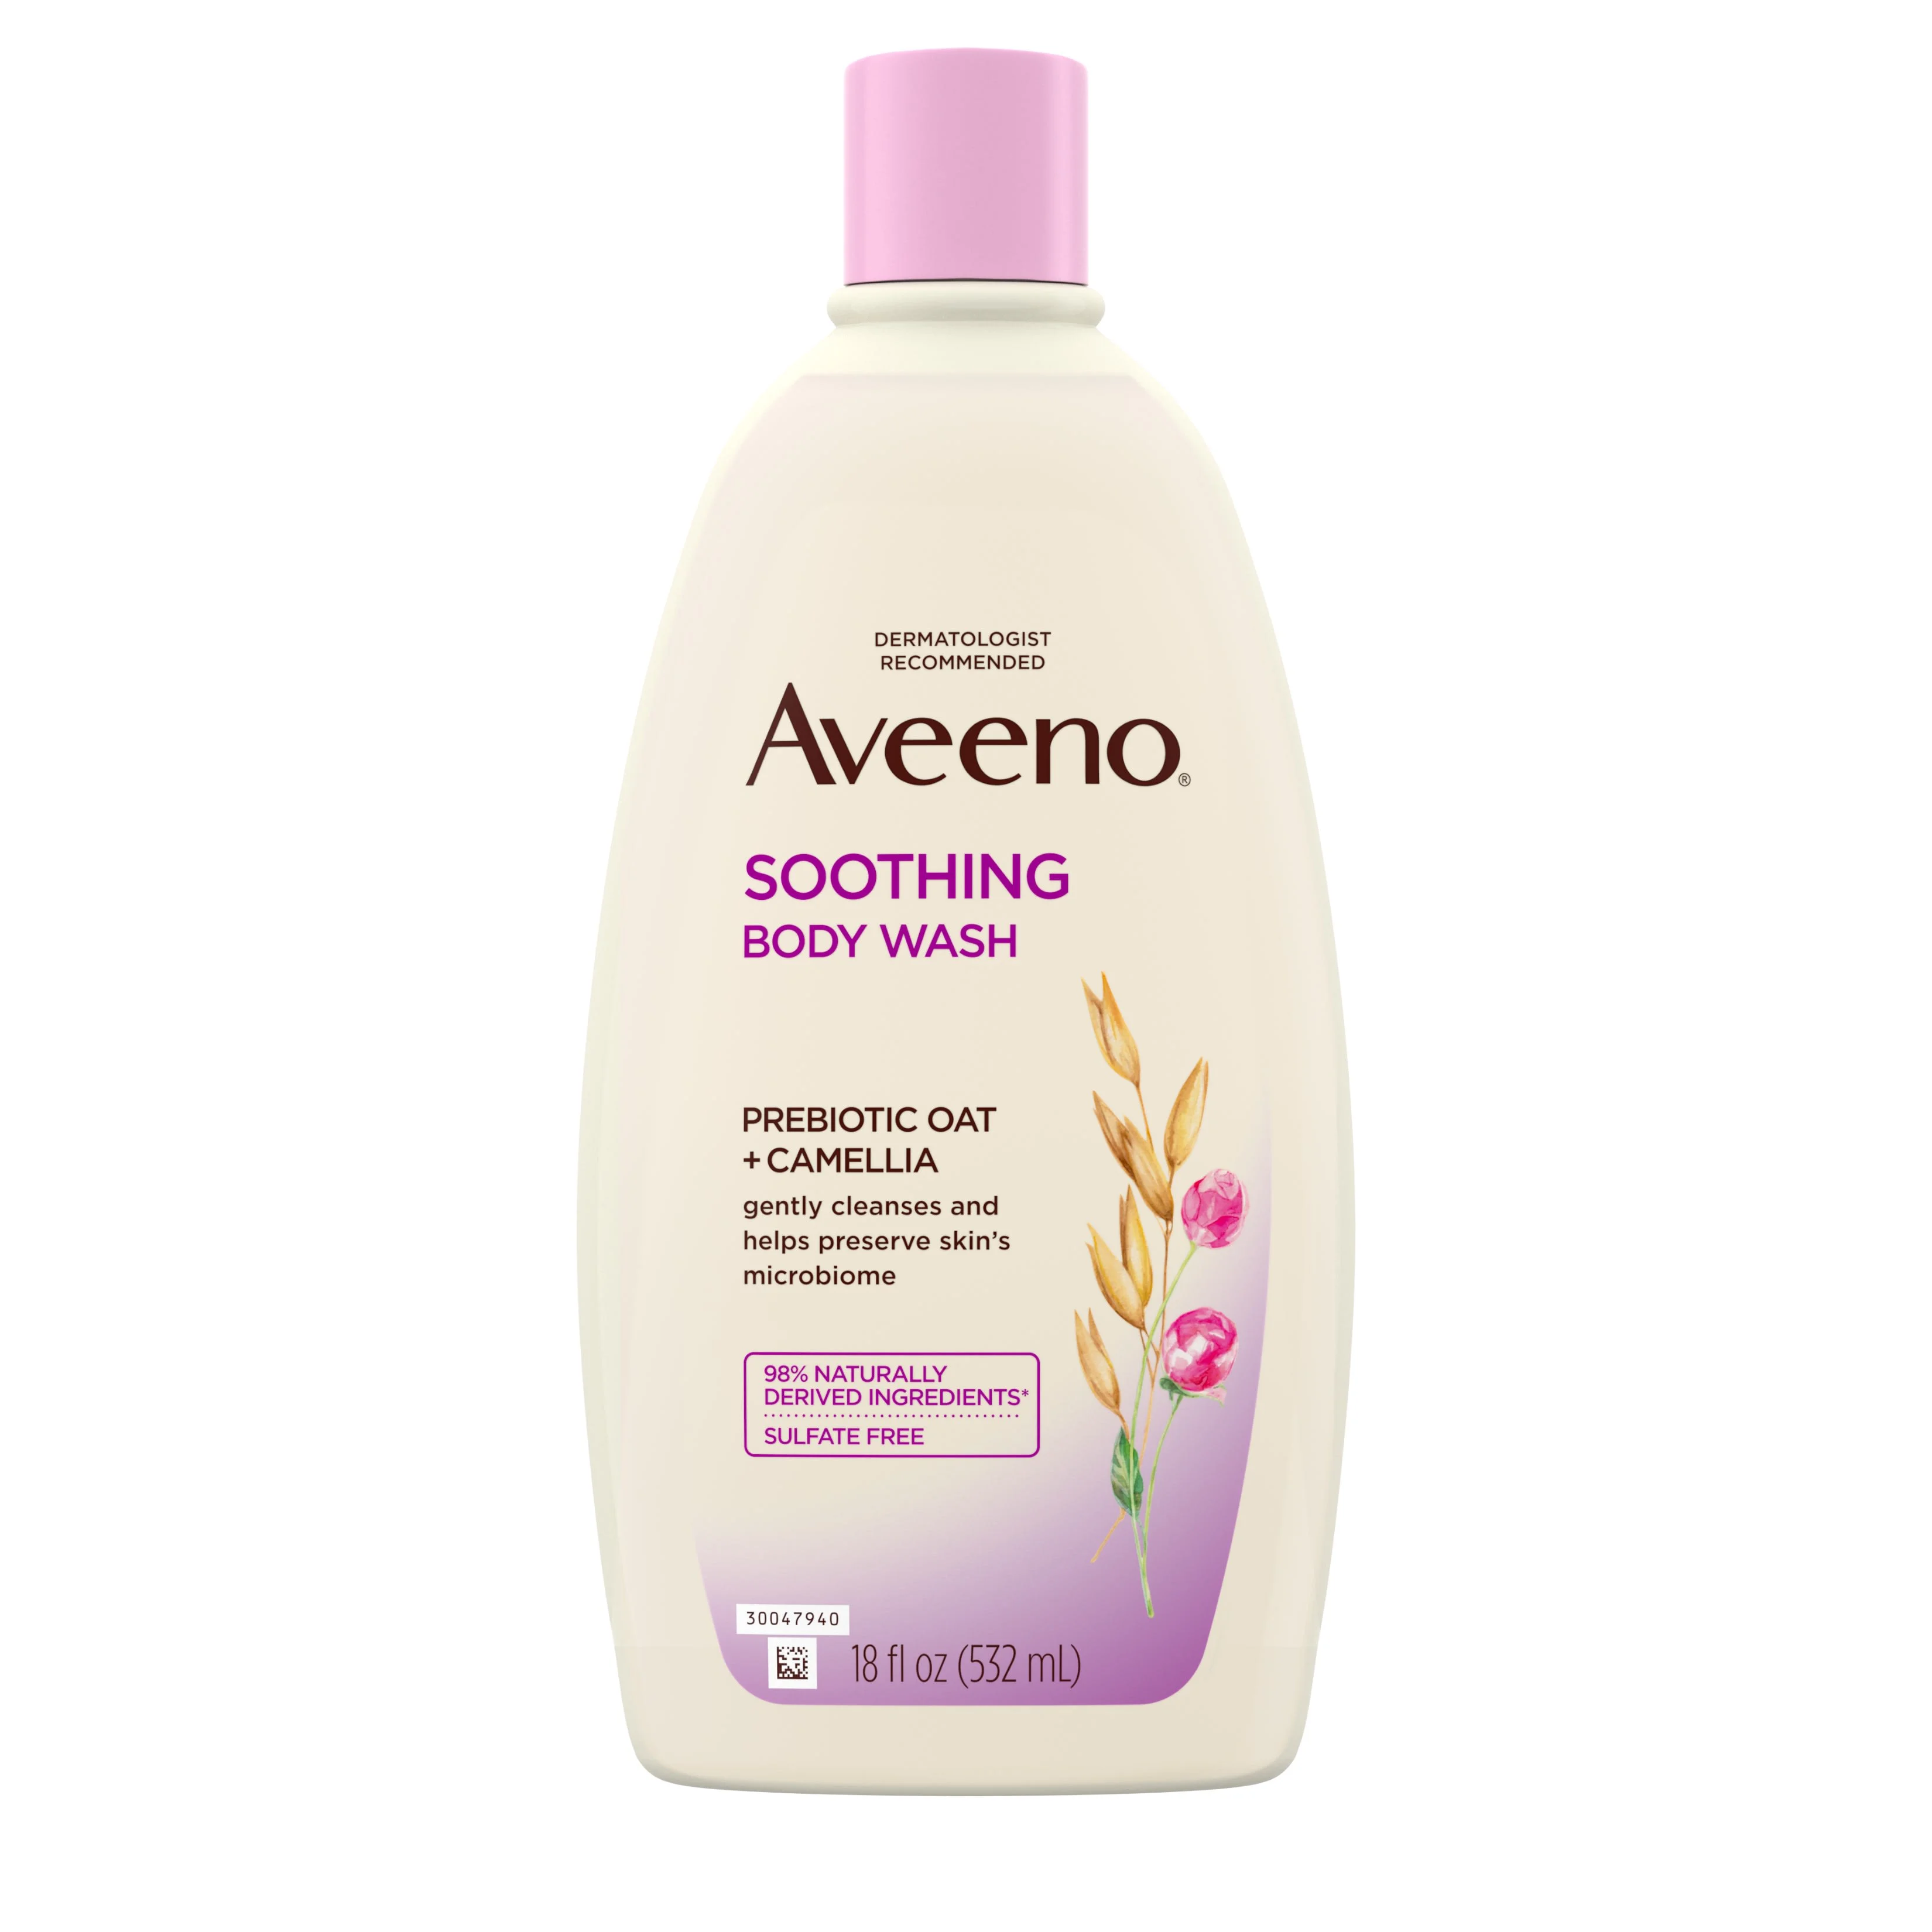 DERMATOLOGIST
RECOMMENDED
Aveeno®
SOOTHING
BODY WASH
PREBIOTIC OAT
+ CAMELLIA
gently cleanses and
helps preserve skin's
microbiome
98% NATURALLY
DERIVED INGREDIENTS*
SULFATE FREE
30047940
18 fl oz (532 mL)